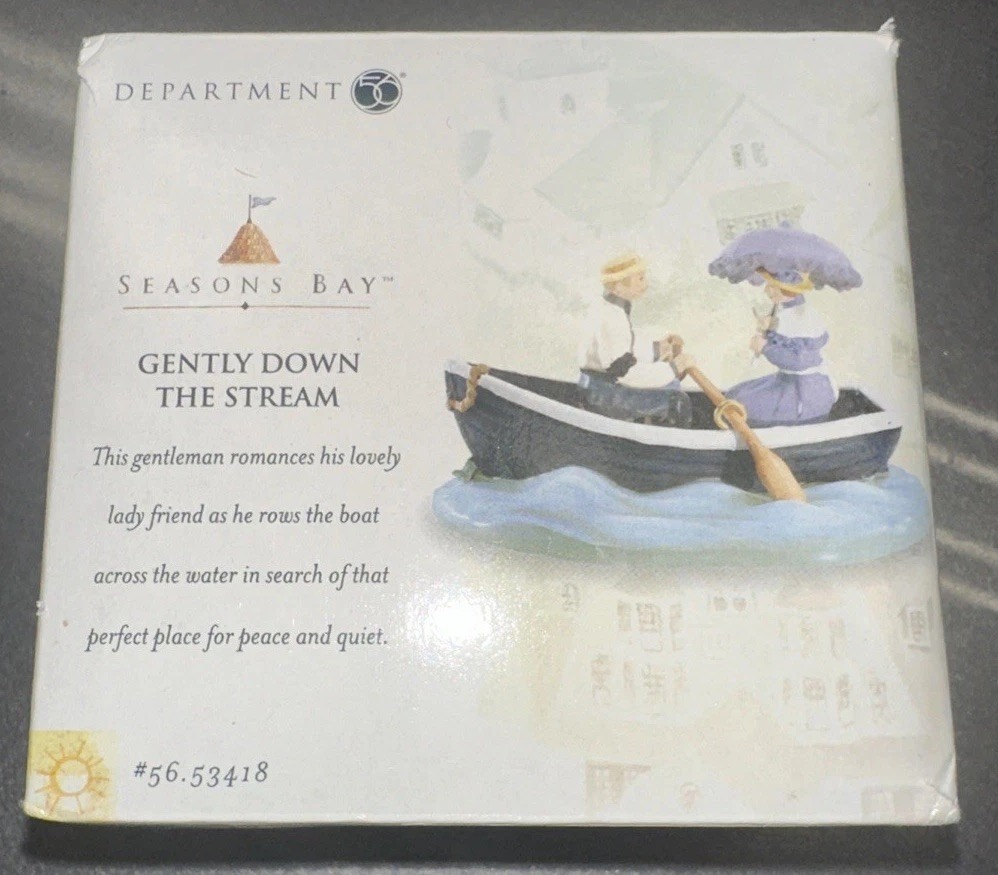 DEPARTMENT 56®
SEASONS BAY™
GENTLY DOWN
THE STREAM
This gentleman romances his lovely
lady friend as he rows the boat
across the water in search of that
perfect place for peace and quiet.
#56.53418